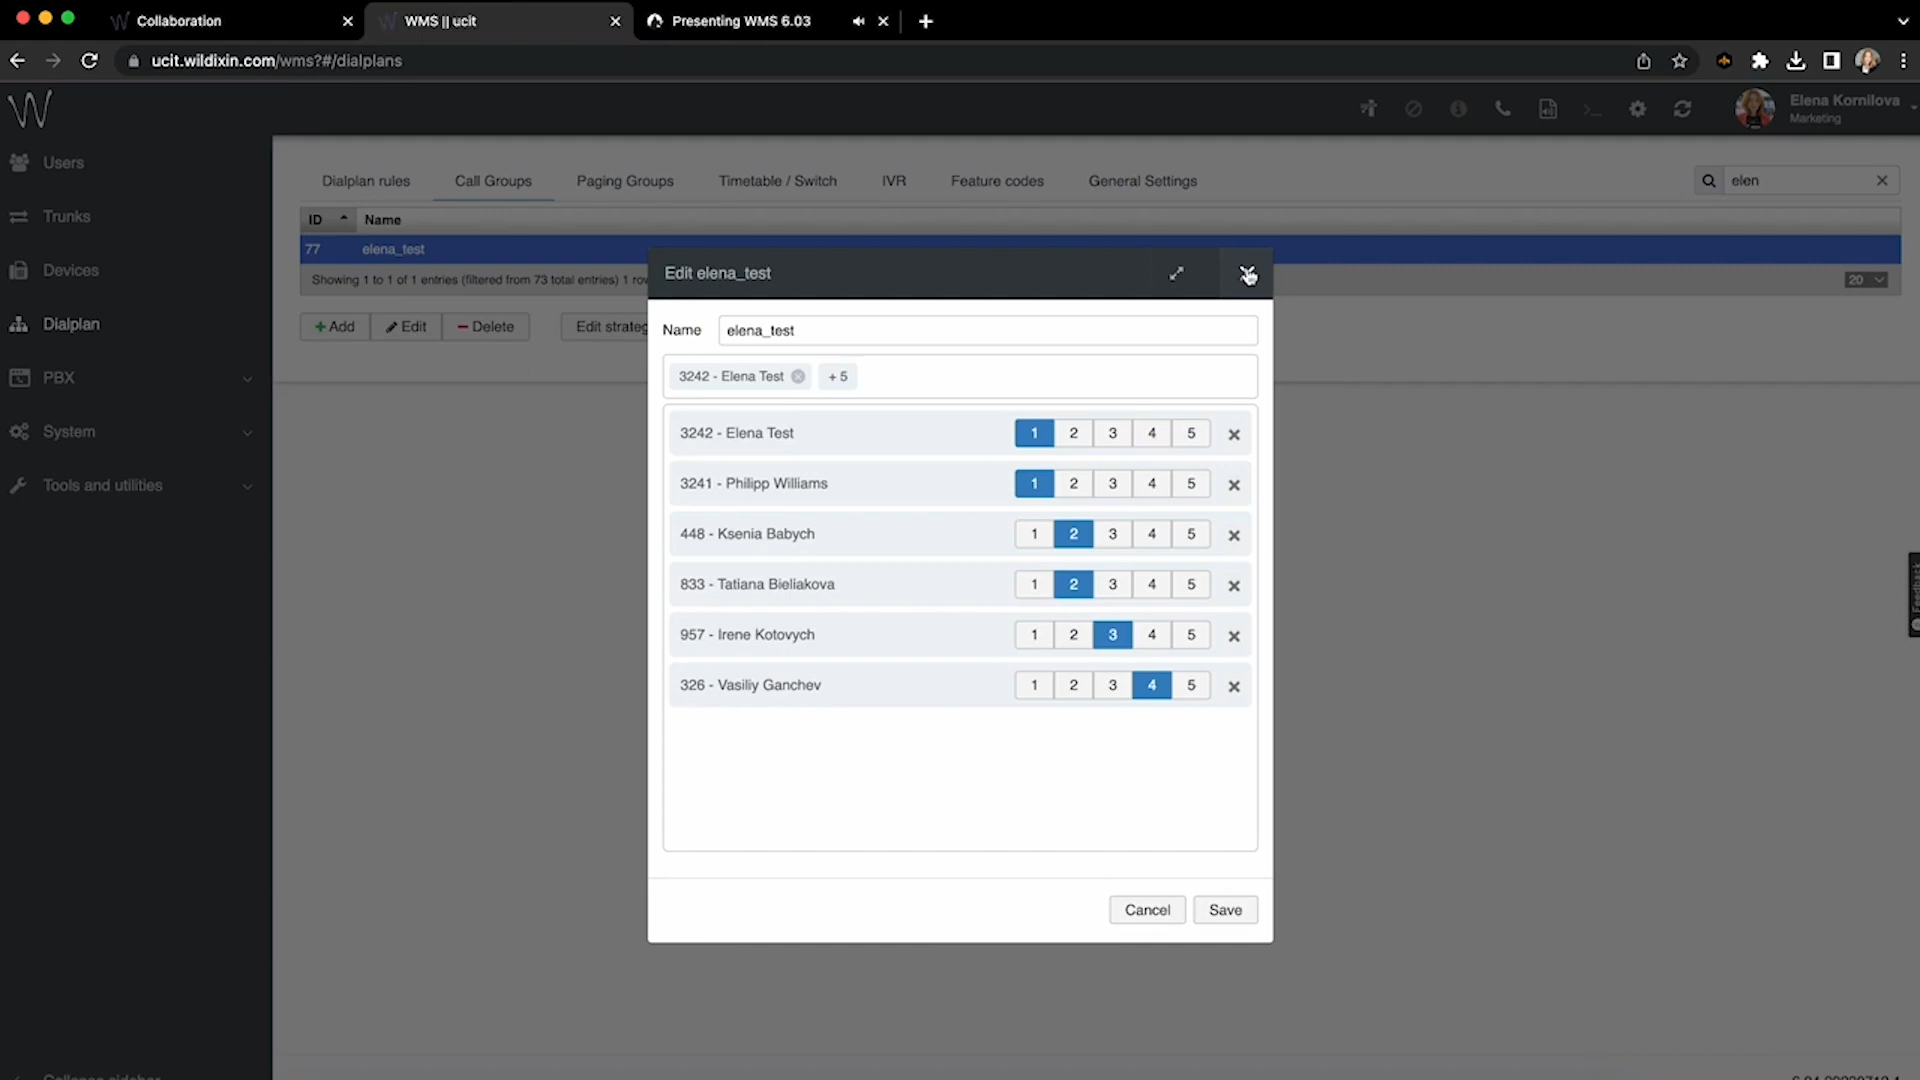 Collaboration
WMS || ucit
Presenting WMS 6.03
ucit.wildixin.com/wms?#/dialplans
Elena Kornilova
Marketing
Users
Trunks
Devices
Dialplan
PBX
System
Tools and utilities
Dialplan rules
Call Groups
Paging Groups
Timetable / Switch
IVR
Feature codes
General Settings
elen
ID Name
77 elena_test
Showing 1 to 1 of 1 entries (filtered from 73 total entries) 1
20
+ Add
Edit
Delete
Edit
Edit elena_test
Name elena_test
3242 - Elena Test + 5
3242 - Elena Test 1 2 3 4 5
3241 - Philipp Williams 1 2 3 4 5
448 - Ksenia Babych 1 2 3 4 5
833 - Tatiana Bieliakova 1 2 3 4 5
957 - Irene Kotovych 1 2 3 4 5
326 - Vasiliy Ganchev 1 2 3 4 5
Cancel
Save
Feedback